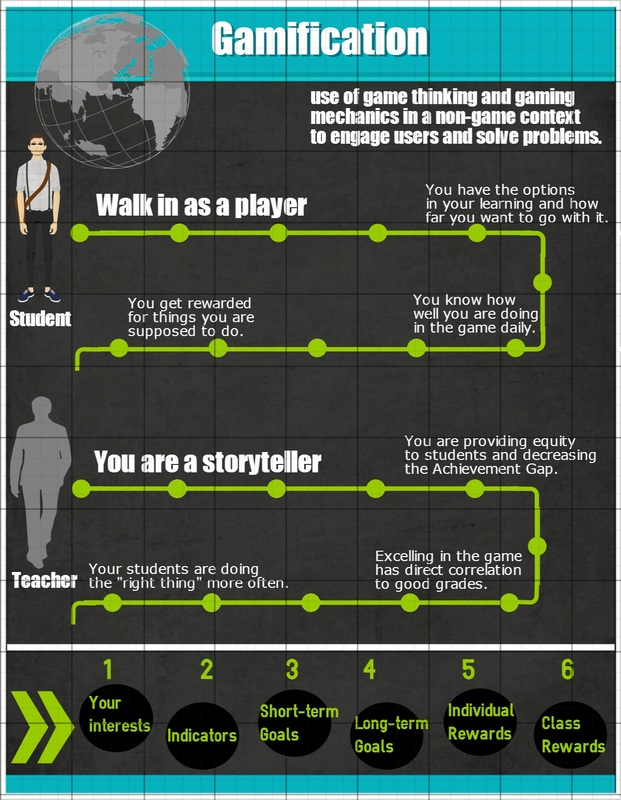 Gamification
use of game thinking and gaming
mechanics in a non-game context
to engage users and solve problems.
Walk in as a player
You have the options
in your learning and how
far you want to go with it.
Student
You get rewarded
for things you are
supposed to do.
You know how
well you are doing
in the game daily.
You are a storyteller
You are providing equity
to students and decreasing
the Achievement Gap.
Teacher
Your students are doing
the "right thing" more often.
Excelling in the game
has direct correlation
to good grades.
1
Your
interests
2
Indicators
3
Short-term
Goals
4
Long-term
Goals
5
Individual
Rewards
6
Class
Rewards